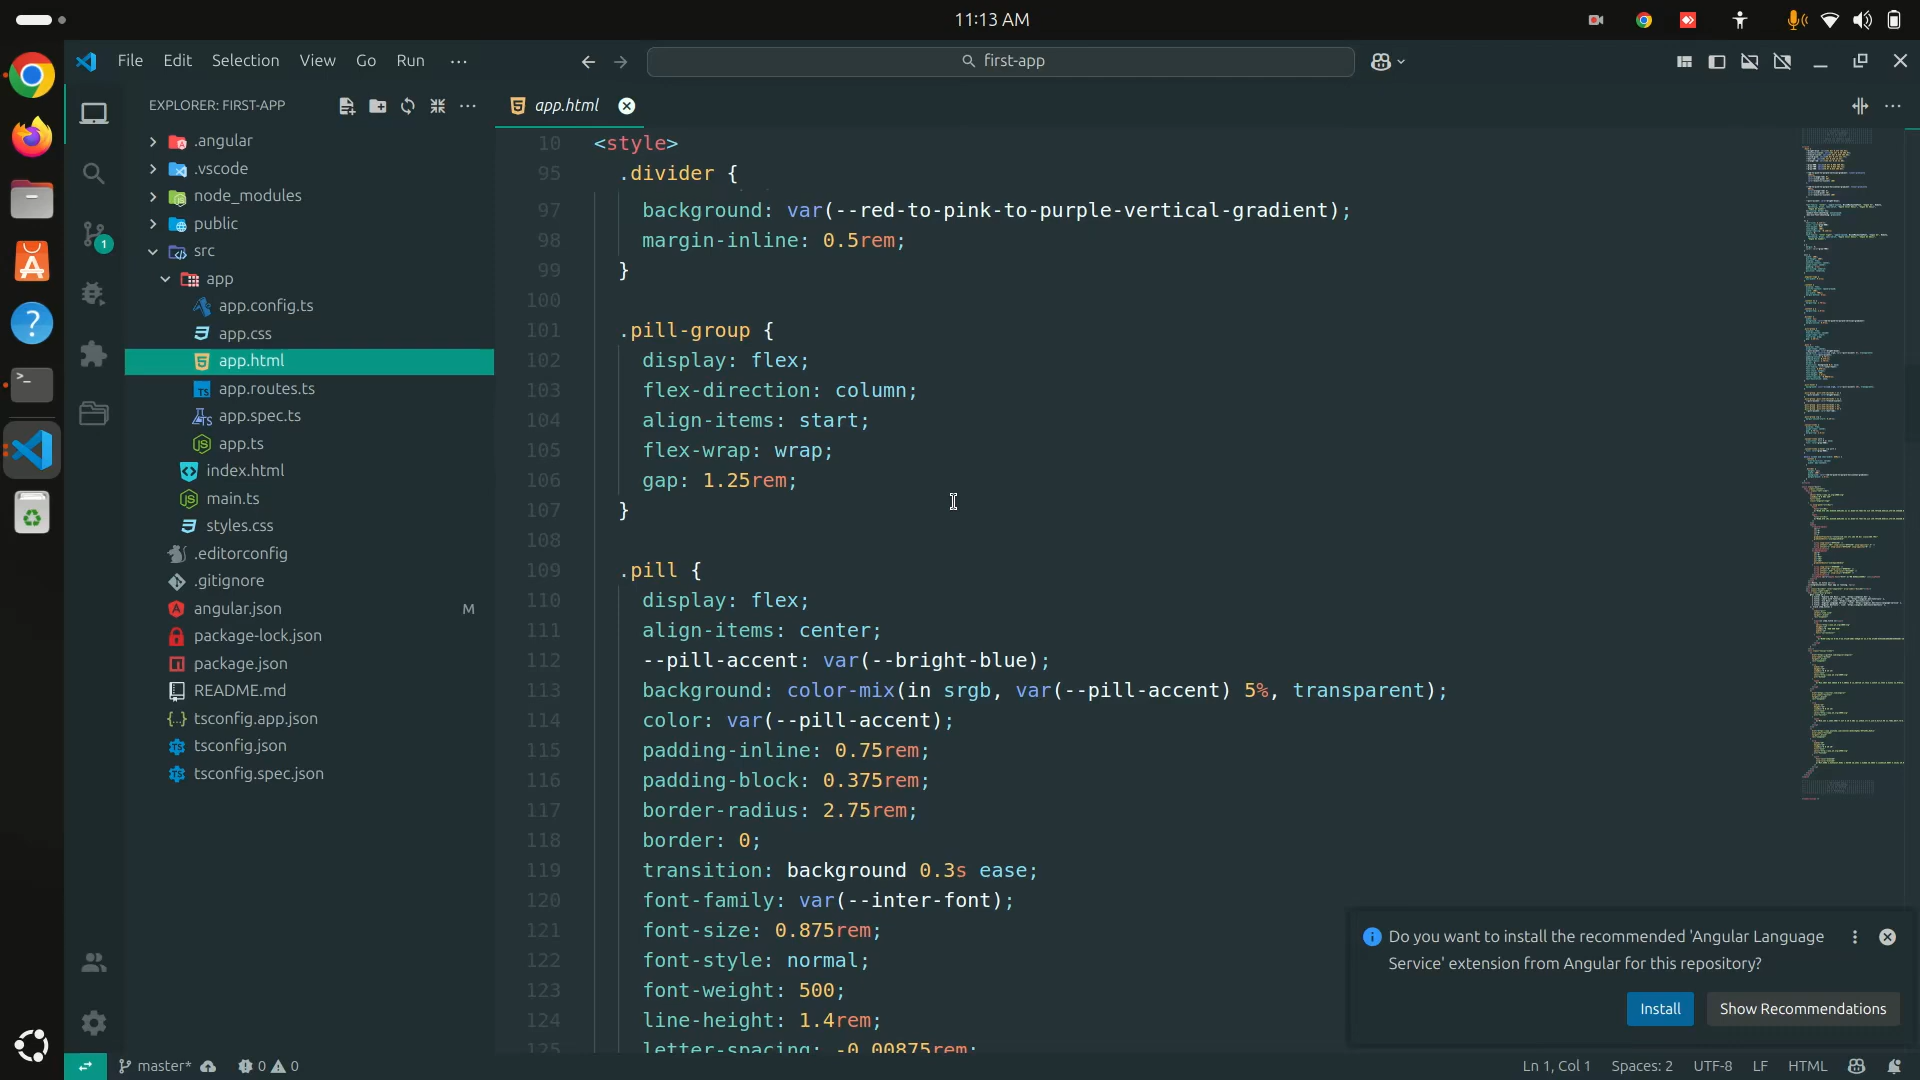 11:13 AM
File Edit Selection View Go Run ...
first-app
EXPLORER: FIRST-APP
app.html
.angular
.vscode
node_modules
public
src
app
app.config.ts
app.css
app.html
app.routes.ts
app.spec.ts
app.ts
index.html
main.ts
styles.css
.editorconfig
.gitignore
angular.json M
package-lock.json
package.json
README.md
tsconfig.app.json
tsconfig.json
tsconfig.spec.json
1
10 <style>
95 .divider {
97 background: var(--red-to-pink-to-purple-vertical-gradient);
98 margin-inline: 0.5rem;
99 }
100
101 .pill-group {
102 display: flex;
103 flex-direction: column;
104 align-items: start;
105 flex-wrap: wrap;
106 gap: 1.25rem;
107 }
108
109 .pill {
110 display: flex;
111 align-items: center;
112 --pill-accent: var(--bright-blue);
113 background: color-mix(in srgb, var(--pill-accent) 5%, transparent);
114 color: var(--pill-accent);
115 padding-inline: 0.75rem;
116 padding-block: 0.375rem;
117 border-radius: 2.75rem;
118 border: 0;
119 transition: background 0.3s ease;
120 font-family: var(--inter-font);
121 font-size: 0.875rem;
122 font-style: normal;
123 font-weight: 500;
124 line-height: 1.4rem;
125 letter-spacing: -0.00875rem;
Do you want to install the recommended 'Angular Language
Service' extension from Angular for this repository?
Install Show Recommendations
master* 0 0 Ln 1, Col 1 Spaces: 2 UTF-8 LF HTML